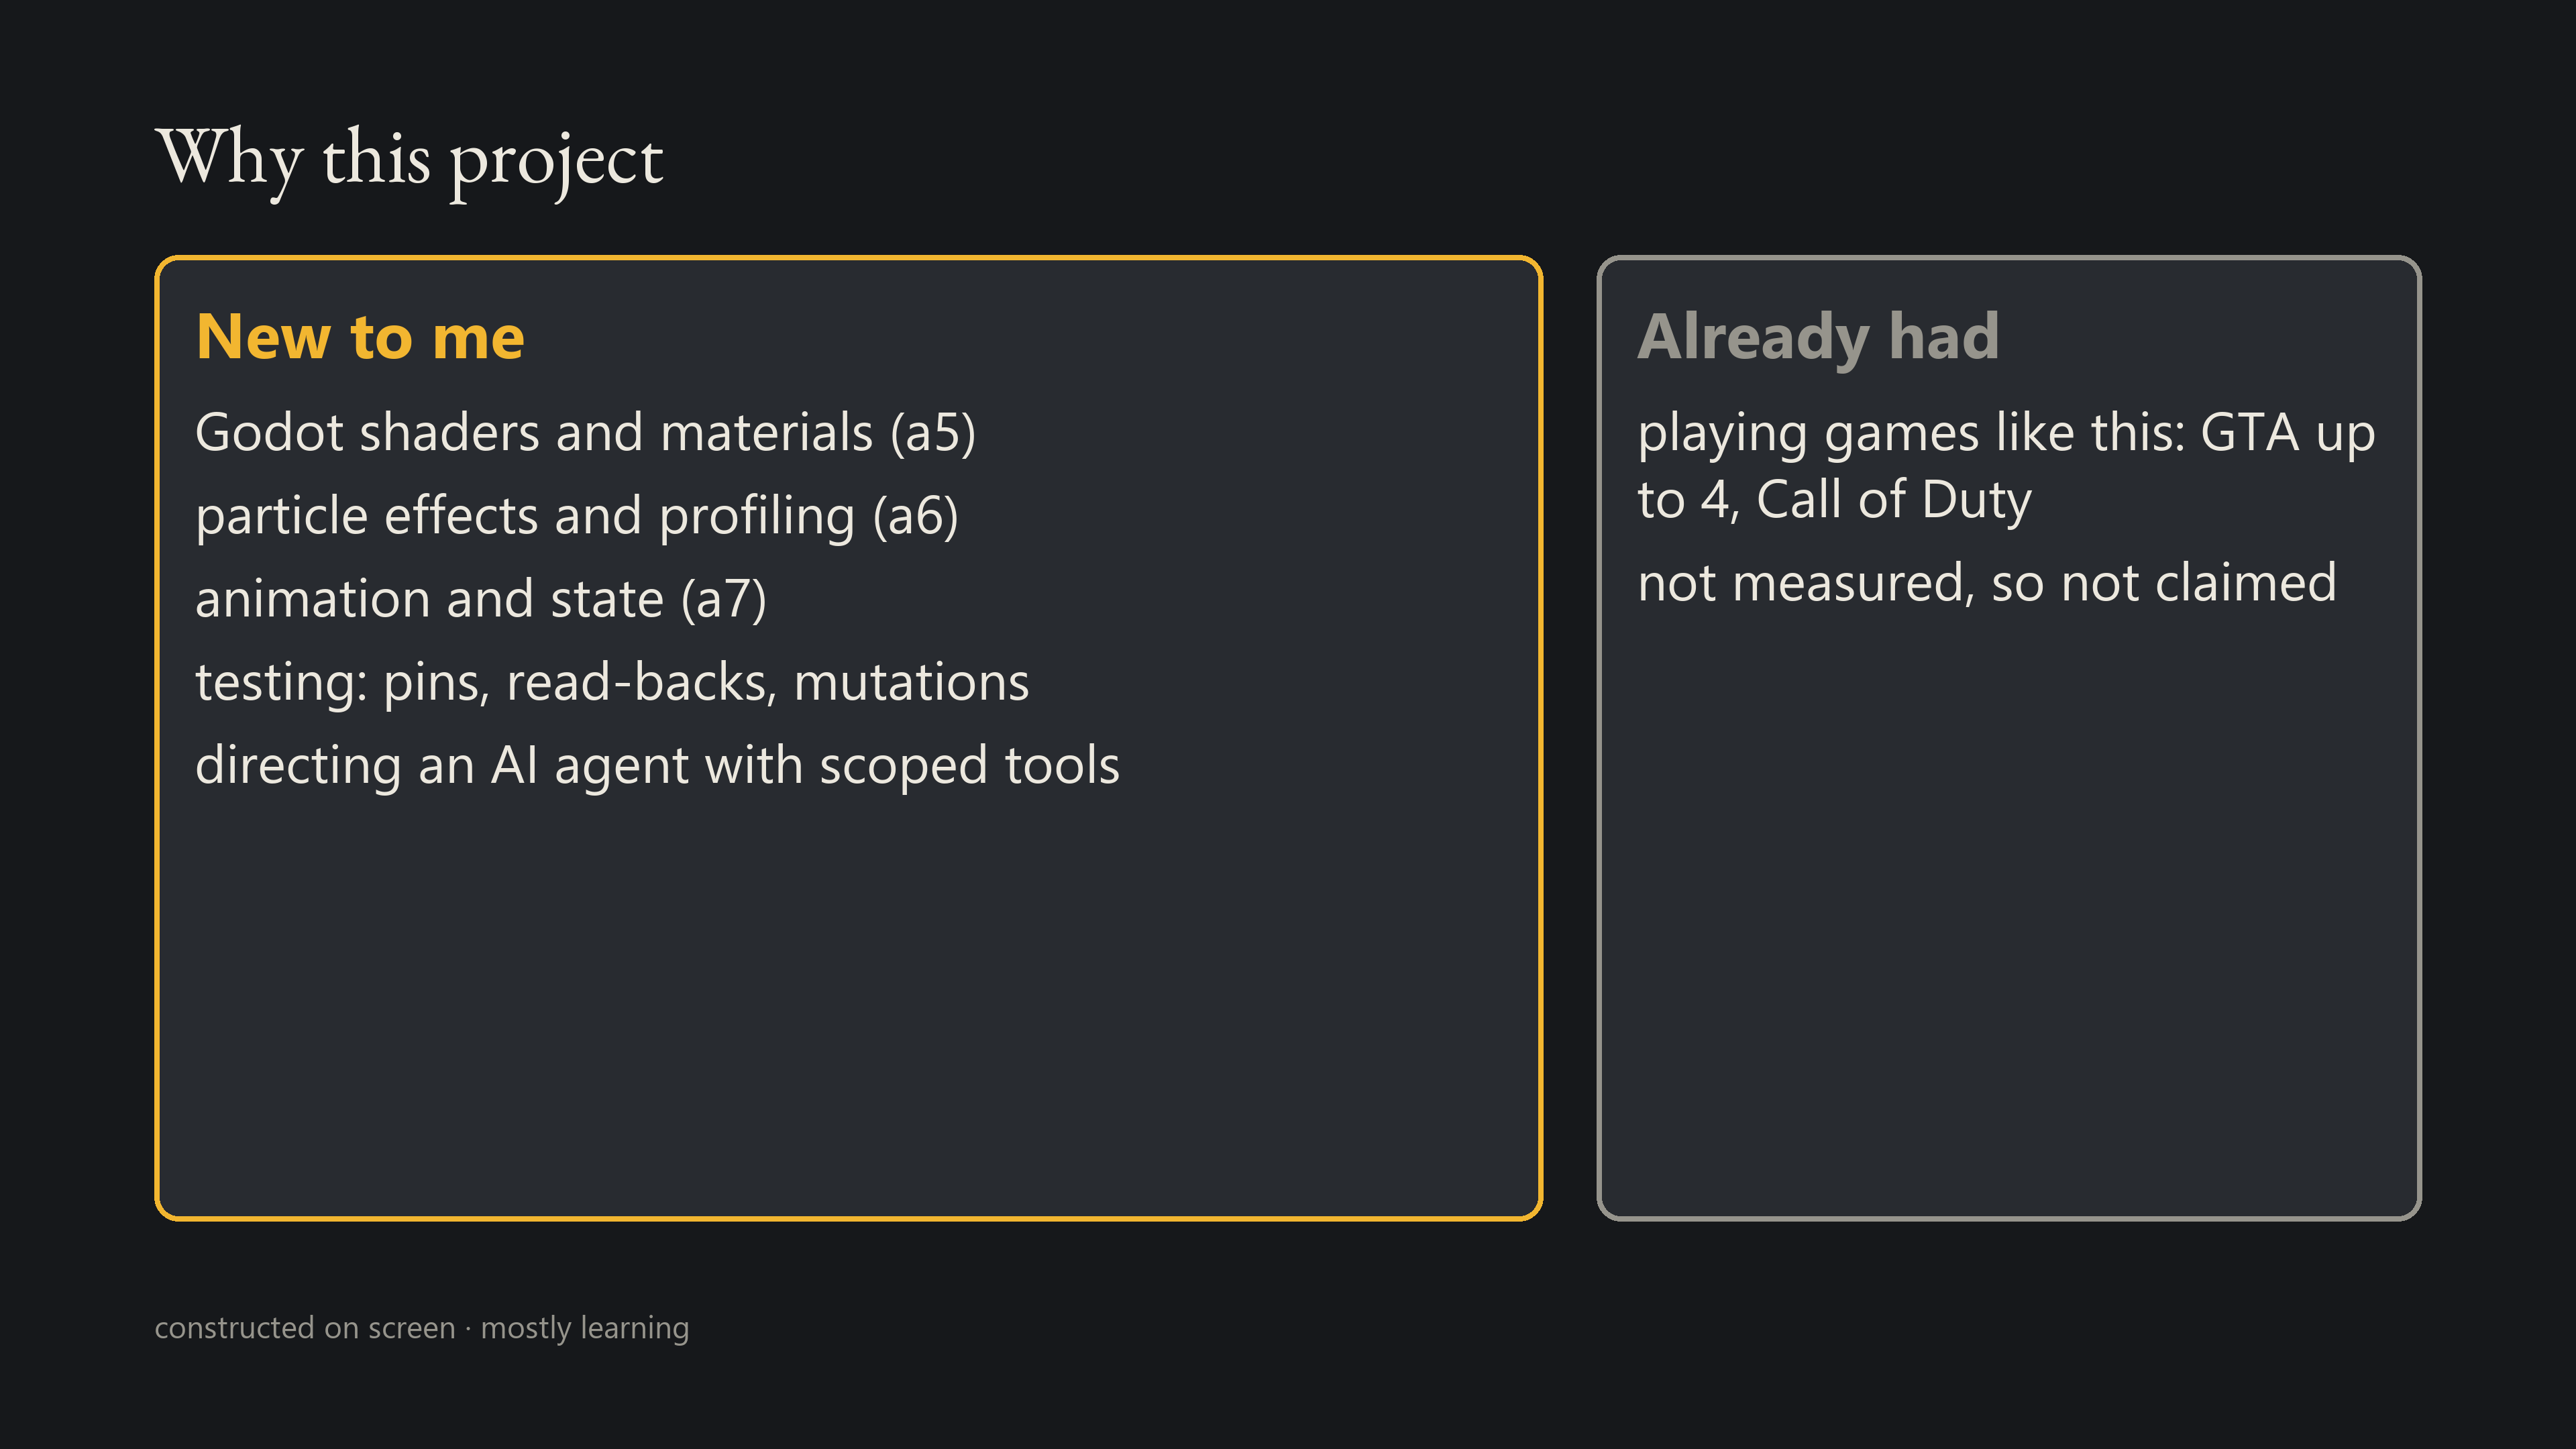 Why this project
New to me
Godot shaders and materials (a5)
particle effects and profiling (a6)
animation and state (a7)
testing: pins, read-backs, mutations
directing an AI agent with scoped tools
Already had
playing games like this: GTA up
to 4, Call of Duty
not measured, so not claimed
constructed on screen · mostly learning